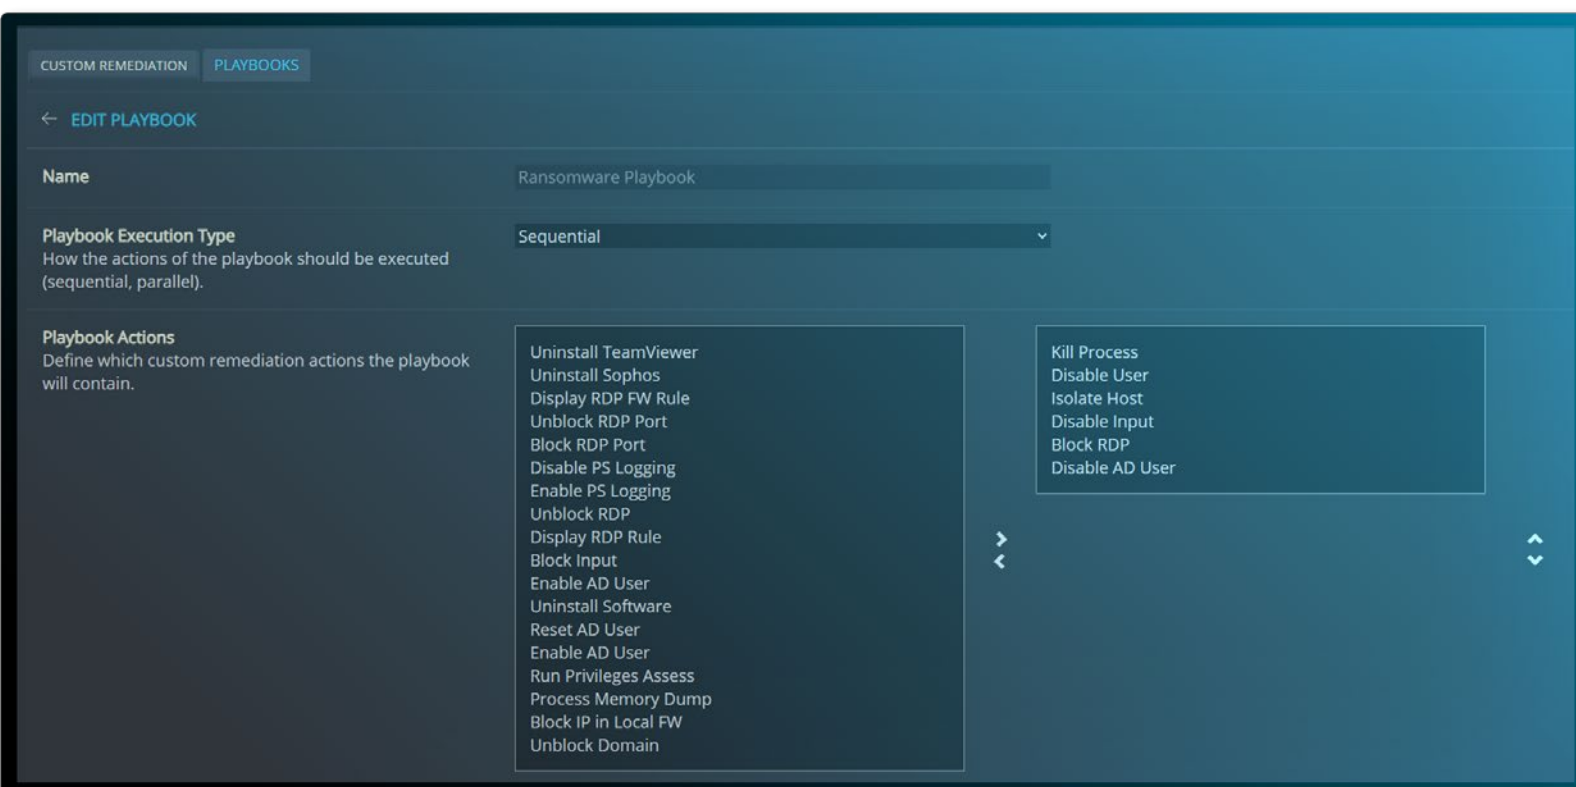 CUSTOM REMEDIATION
PLAYBOOKS
EDIT PLAYBOOK
Name
Ransomware Playbook
Playbook Execution Type
How the actions of the playbook should be executed
(sequential, parallel).
Sequential
Playbook Actions
Define which custom remediation actions the playbook
will contain.
Uninstall TeamViewer
Uninstall Sophos
Display RDP FW Rule
Unblock RDP Port
Block RDP Port
Disable PS Logging
Enable PS Logging
Unblock RDP
Display RDP Rule
Block Input
Enable AD User
Uninstall Software
Reset AD User
Enable AD User
Run Privileges Assess
Process Memory Dump
Block IP in Local FW
Unblock Domain
Kill Process
Disable User
Isolate Host
Disable Input
Block RDP
Disable AD User